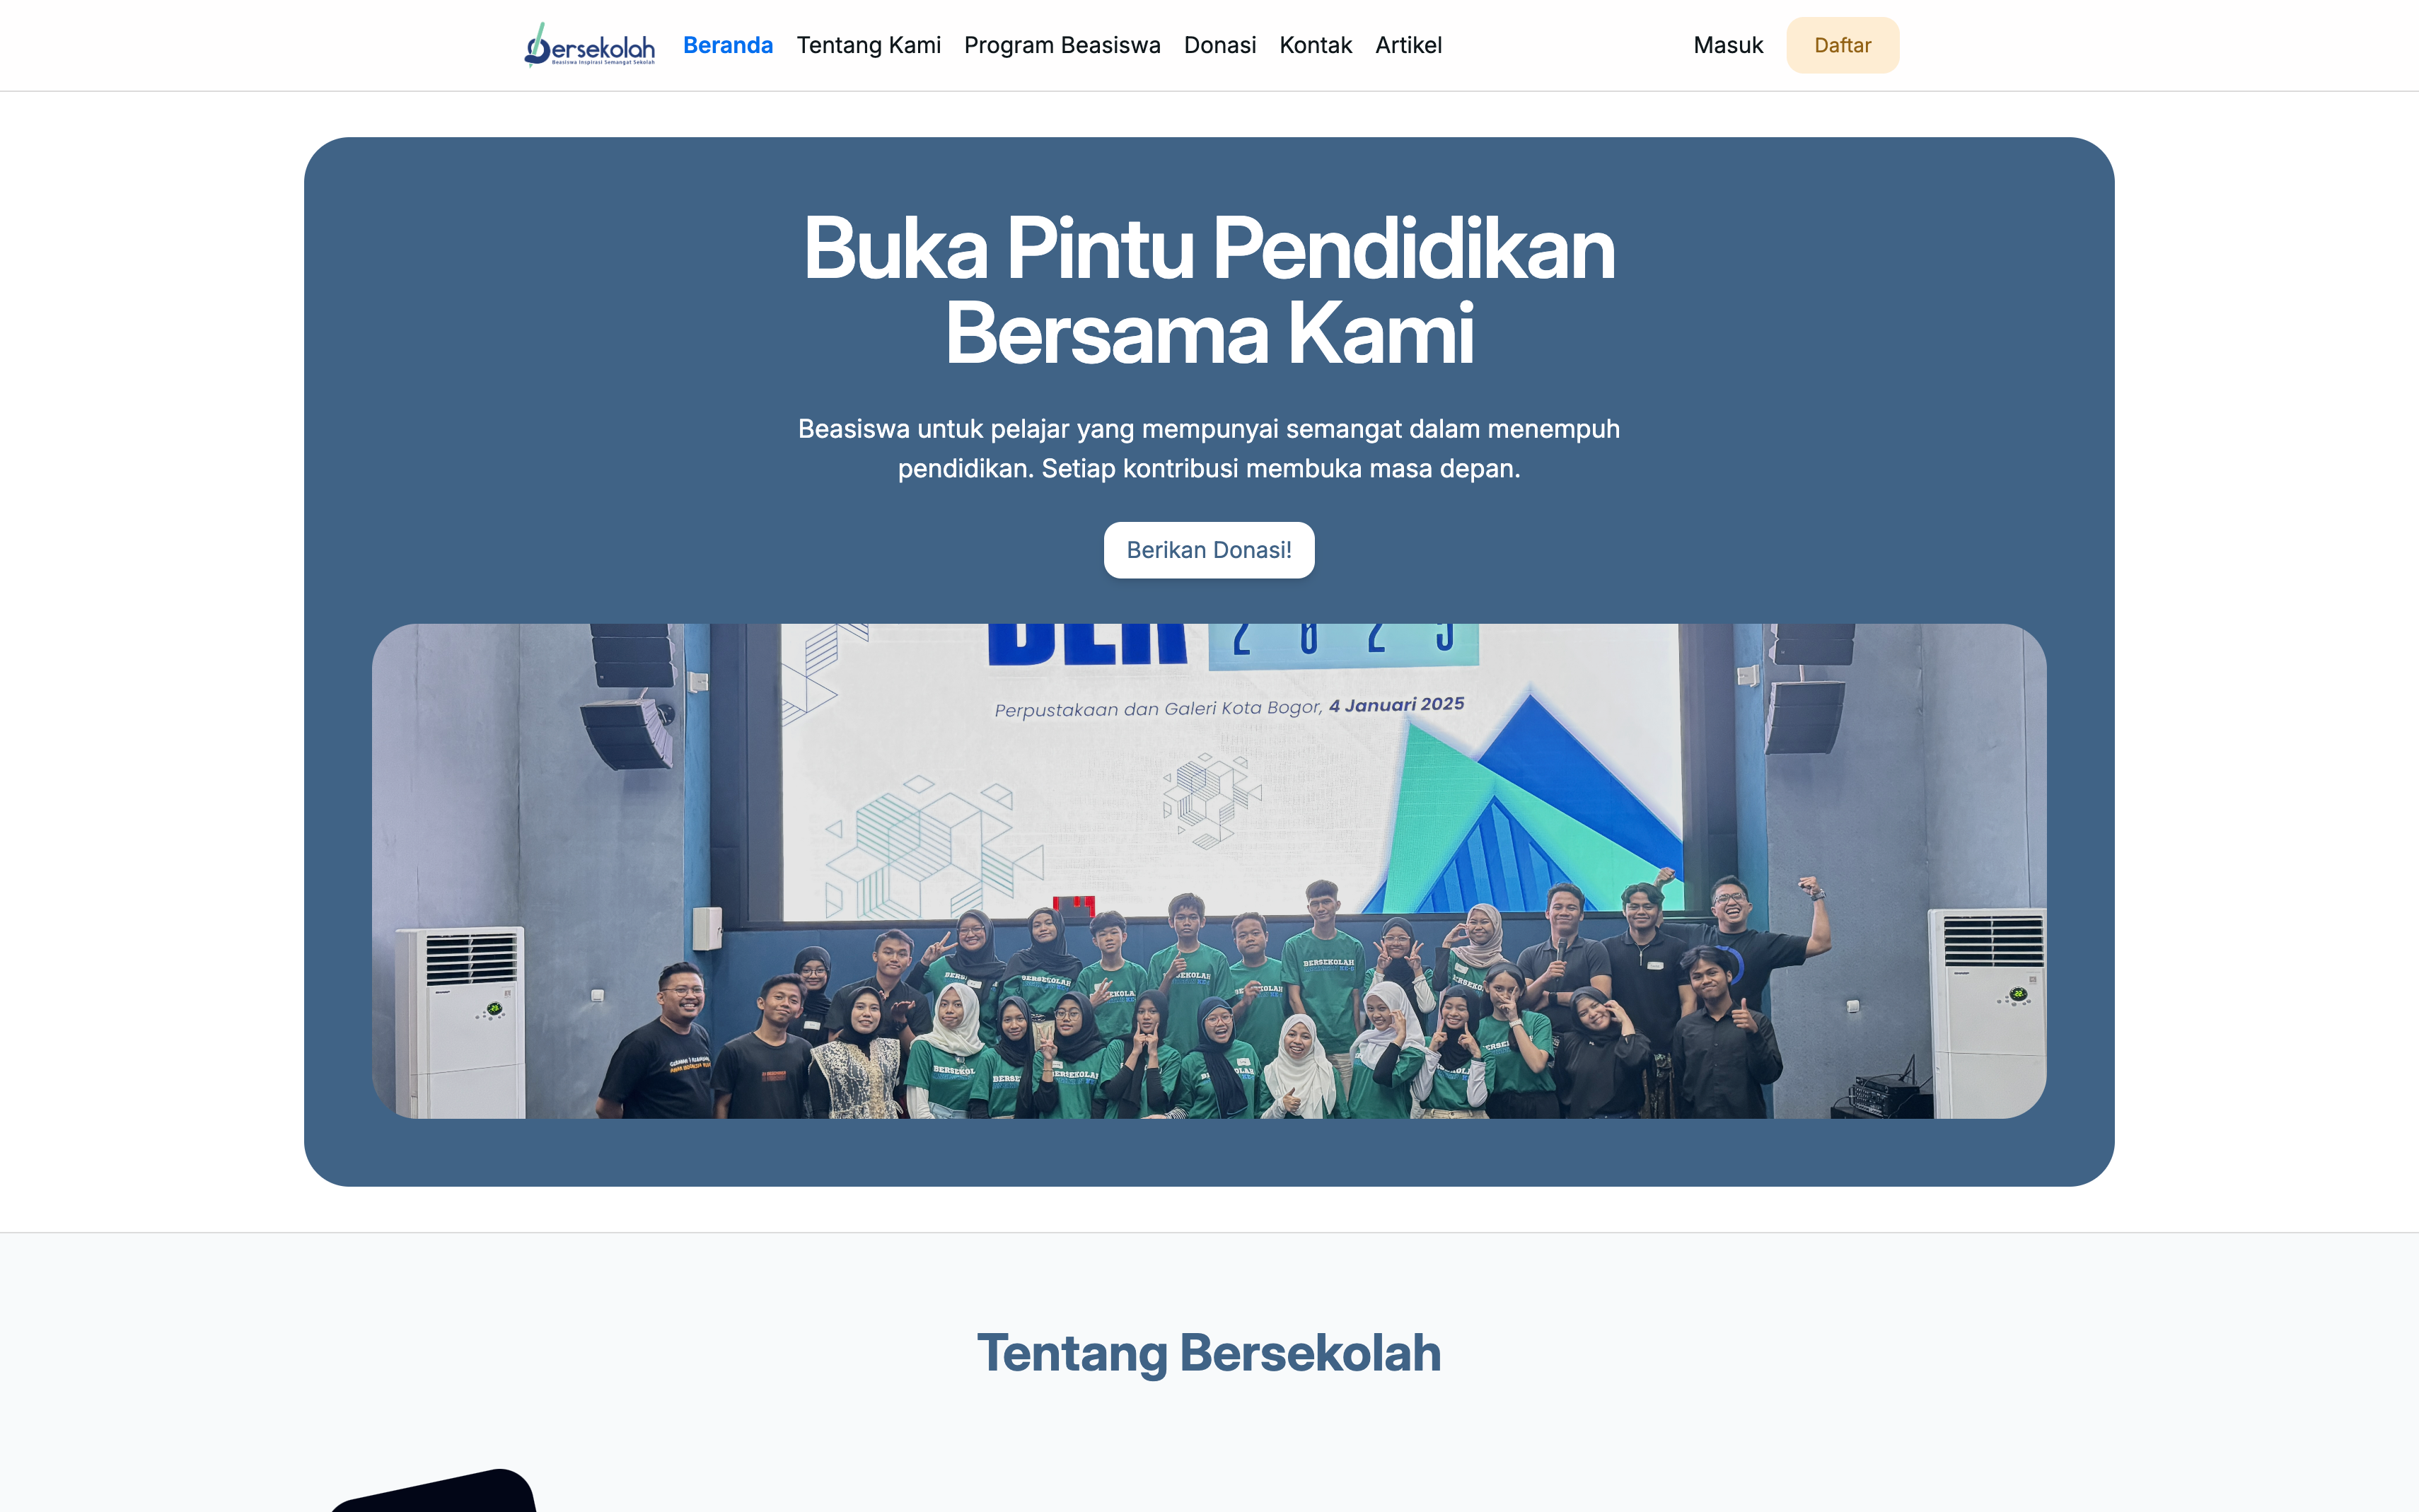 Bersekolah
Beasiswa Inspirasi Semangat Sekolah
Beranda
Tentang Kami
Program Beasiswa
Donasi
Kontak
Artikel
Masuk
Daftar
Buka Pintu Pendidikan
Bersama Kami
Beasiswa untuk pelajar yang mempunyai semangat dalam menempuh
pendidikan. Setiap kontribusi membuka masa depan.
Berikan Donasi!
2025
Perpustakaan dan Galeri Kota Bogor, 4 Januari 2025
BERSEKOLAH
Tentang Bersekolah